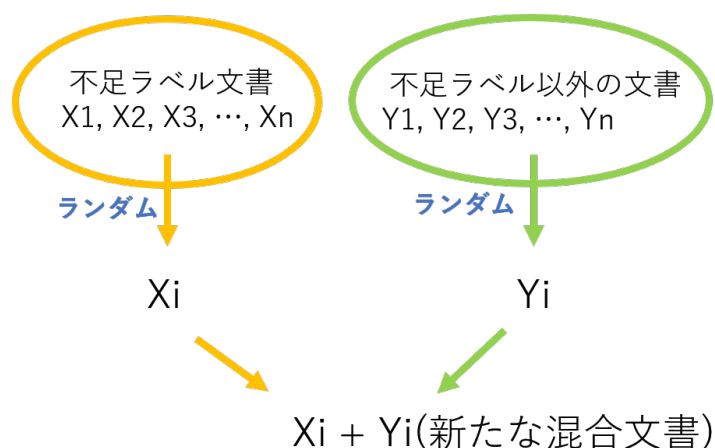 不足ラベル文書
X1, X2, X3, …, Xn
不足ラベル以外の文書
Y1, Y2, Y3, …, Yn
ランダム
ランダム
Xi
Yi
Xi + Yi(新たな混合文書)